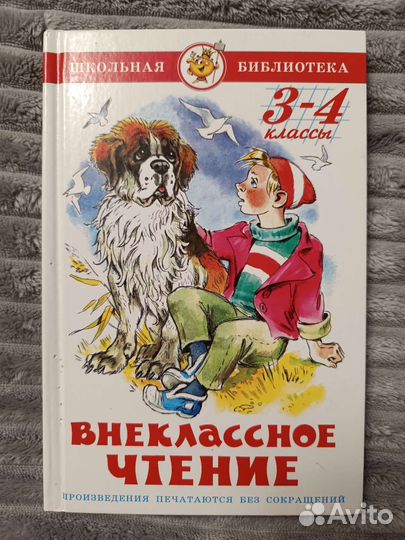 ШКОЛЬНАЯ БИБЛИОТЕКА
3-4
классы
ВНЕКЛАССНОЕ
ЧТЕНИЕ
ПРОИЗВЕДЕНИЯ ПЕЧАТАЮТСЯ БЕЗ СОКРАЩЕНИЙ
Avito